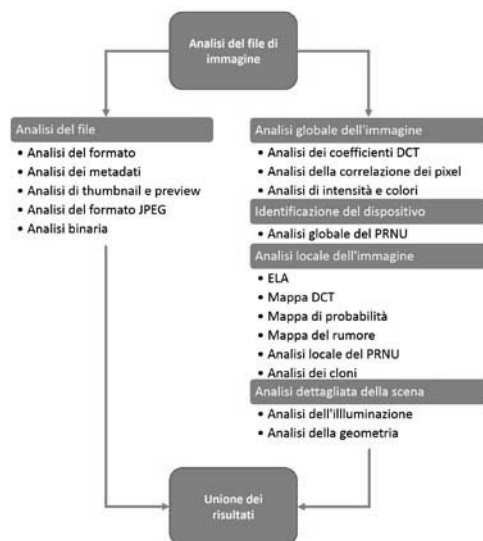 Analisi del file di
immagine
Analisi del file
• Analisi del formato
• Analisi dei metadati
• Analisi di thumbnail e preview
• Analisi del formato JPEG
• Analisi binaria
Analisi globale dell'immagine
• Analisi dei coefficienti DCT
• Analisi della correlazione dei pixel
• Analisi di intensità e colori
Identificazione del dispositivo
• Analisi globale del PRNU
Analisi locale dell'immagine
• ELA
• Mappa DCT
• Mappa di probabilità
• Mappa del rumore
• Analisi locale del PRNU
• Analisi dei cloni
Analisi dettagliata della scena
• Analisi dell'illluminazione
• Analisi della geometria
Unione dei
risultati